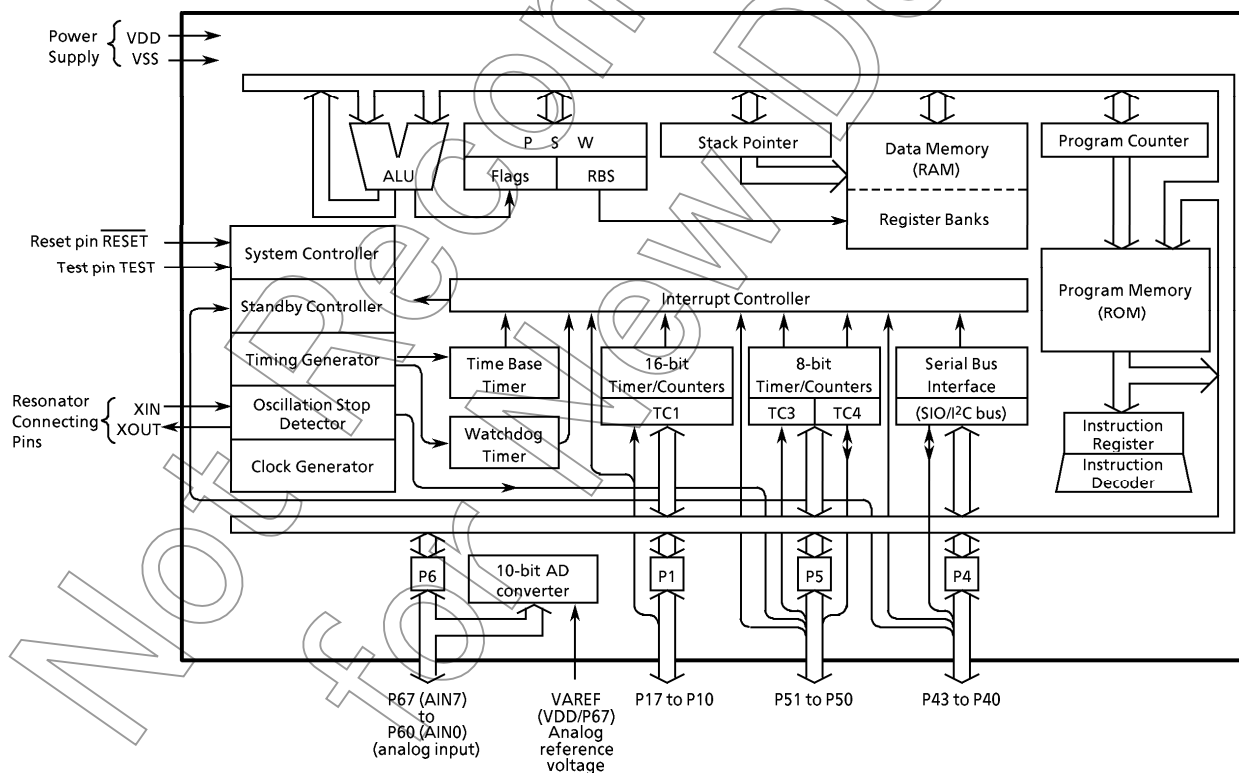 Power
Supply
VDD
VSS
ALU
P S W
Flags
RBS
Stack Pointer
Data Memory
(RAM)
Register Banks
Program Counter
Reset pin RESET
Test pin TEST
System Controller
Standby Controller
Timing Generator
Oscillation Stop
Detector
Clock Generator
Interrupt Controller
Program Memory
(ROM)
Time Base
Timer
Watchdog
Timer
16-bit
Timer/Counters
TC1
8-bit
Timer/Counters
TC3
TC4
Serial Bus
Interface
(SIO/I²C bus)
Resonator
Connecting
Pins
XIN
XOUT
Instruction
Register
Instruction
Decoder
P6
10-bit AD
converter
P1
P5
P4
P67 (AIN7)
to
P60 (AIN0)
(analog input)
VAREF
(VDD/P67)
Analog
reference
voltage
P17 to P10
P51 to P50
P43 to P40
Not Recom
for New D